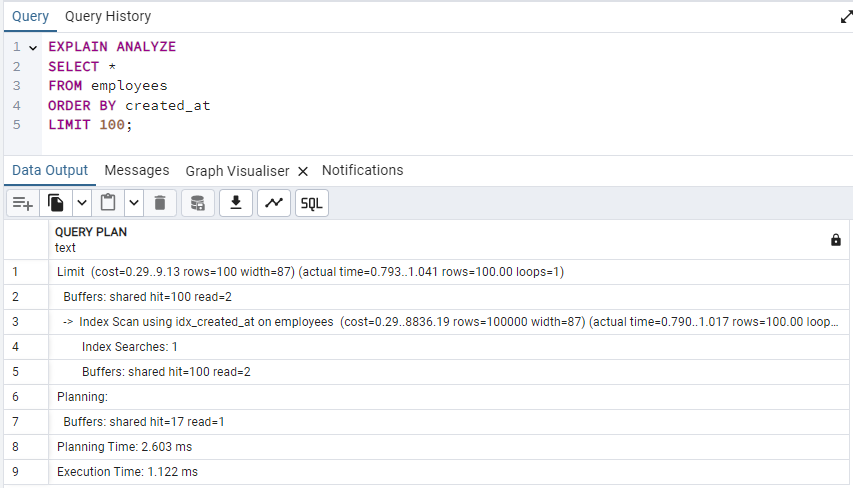 Query Query History
1 EXPLAIN ANALYZE
2 SELECT *
3 FROM employees
4 ORDER BY created_at
5 LIMIT 100;
Data Output Messages Graph Visualiser Notifications
SQL
QUERY PLAN
text
1 Limit (cost=0.29..9.13 rows=100 width=87) (actual time=0.793..1.041 rows=100.00 loops=1)
2 Buffers: shared hit=100 read=2
3 -> Index Scan using idx_created_at on employees (cost=0.29..8836.19 rows=100000 width=87) (actual time=0.790..1.017 rows=100.00 loop...
4 Index Searches: 1
5 Buffers: shared hit=100 read=2
6 Planning:
7 Buffers: shared hit=17 read=1
8 Planning Time: 2.603 ms
9 Execution Time: 1.122 ms